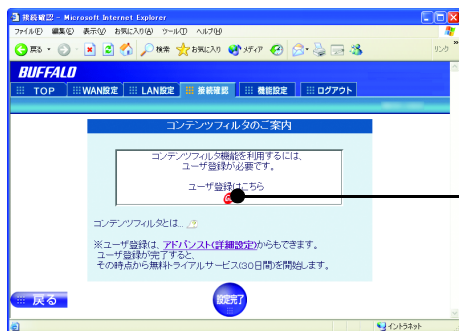 接続確認 - Microsoft Internet Explorer
ファイル(F) 編集(E) 表示(V) お気に入り(A) ツール(T) ヘルプ(H)
戻る 検索 お気に入り メディア リンク
BUFFALO
TOP WAN設定 LAN設定 接続確認 機能設定 ログアウト
コンテンツフィルタのご案内
コンテンツフィルタ機能を利用するには、
ユーザ登録が必要です。
ユーザ登録はこちら
コンテンツフィルタとは...
※ユーザ登録は、アドバンスト(詳細設定)からもできます。
ユーザ登録が完了すると、
その時点から無料トライアルサービス(30日間)を開始します。
戻る 設定完了
イントラネット